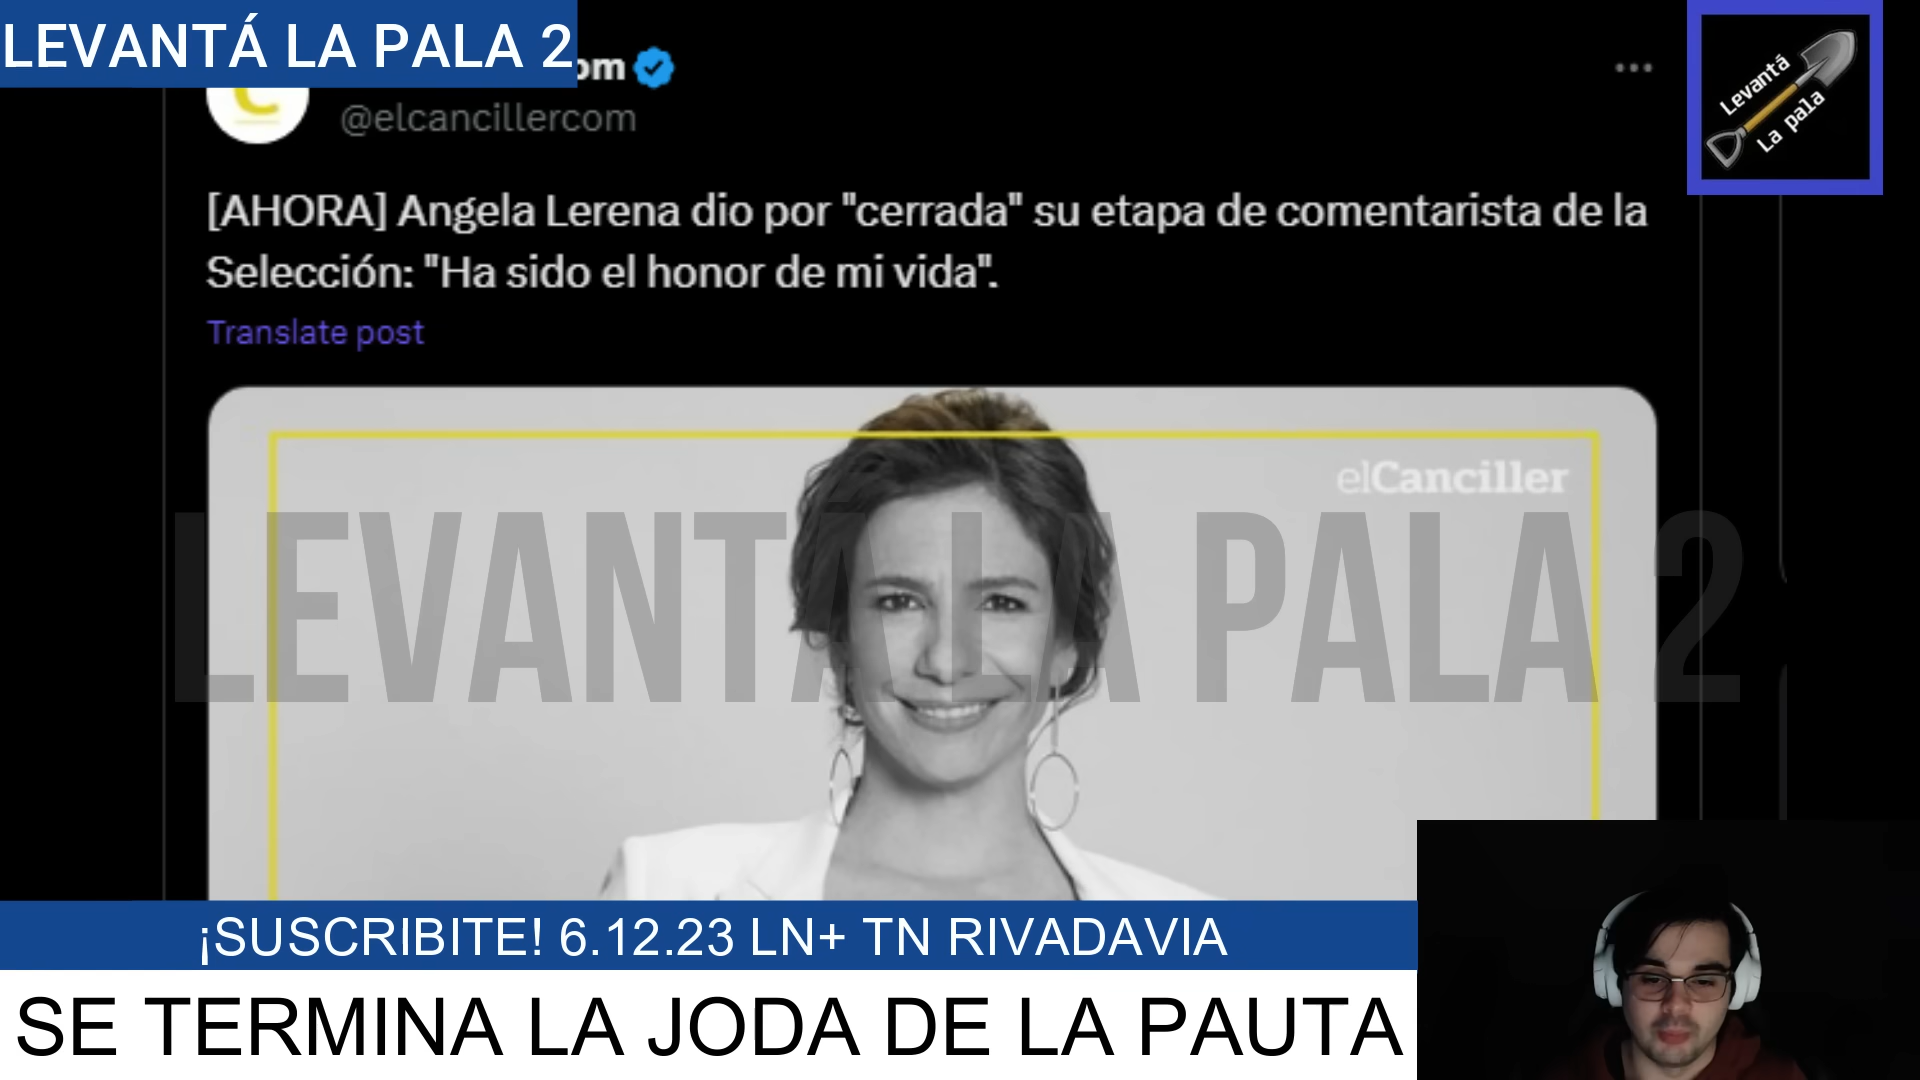 LEVANTÁ LA PALA 2
om
@elcancillercom
Levantá
La pala
[AHORA] Angela Lerena dio por "cerrada" su etapa de comentarista de la
Selección: "Ha sido el honor de mi vida".
Translate post
elCanciller
LEVANTÁ LA PALA 2
¡SUSCRIBITE! 6.12.23 LN+ TN RIVADAVIA
SE TERMINA LA JODA DE LA PAUTA